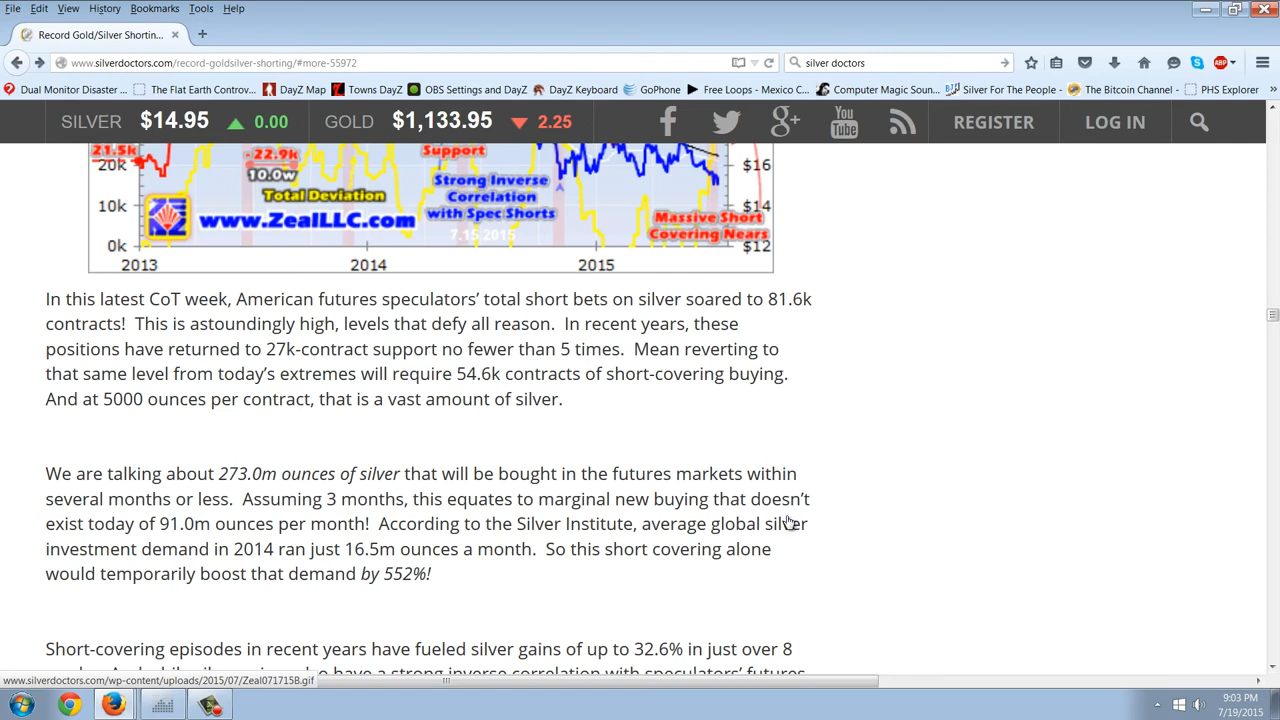 File Edit View History Bookmarks Tools Help
Record Gold/Silver Shortin...
www.silverdoctors.com/record-goldsilver-shorting/#more-55972
silver doctors
Dual Monitor Disaster ... The Flat Earth Controv... DayZ Map Towns DayZ OBS Settings and DayZ DayZ Keyboard GoPhone Free Loops - Mexico C... Computer Magic Soun... Silver For The People - ... The Bitcoin Channel - ... PHS Explorer
SILVER $14.95 0.00 GOLD $1,133.95 2.25 REGISTER LOG IN
21.5k
20k
-22.9k
10.0w
Total Deviation
Support
Strong Inverse
Correlation
with Spec Shorts
7.15.2015
$16
10k
www.ZealLLC.com
$14
Massive Short
Covering Nears
0k
$12
2013 2014 2015
In this latest CoT week, American futures speculators’ total short bets on silver soared to 81.6k
contracts!  This is astoundingly high, levels that defy all reason.  In recent years, these
positions have returned to 27k-contract support no fewer than 5 times.  Mean reverting to
that same level from today’s extremes will require 54.6k contracts of short-covering buying.
And at 5000 ounces per contract, that is a vast amount of silver.
We are talking about 273.0m ounces of silver that will be bought in the futures markets within
several months or less.  Assuming 3 months, this equates to marginal new buying that doesn’t
exist today of 91.0m ounces per month!  According to the Silver Institute, average global silver
investment demand in 2014 ran just 16.5m ounces a month.  So this short covering alone
would temporarily boost that demand by 552%!
Short-covering episodes in recent years have fueled silver gains of up to 32.6% in just over 8
have a strong inverse correlation with speculators’ futures
www.silverdoctors.com/wp-content/uploads/2015/07/Zeal071715B.gif
9:03 PM
7/19/2015